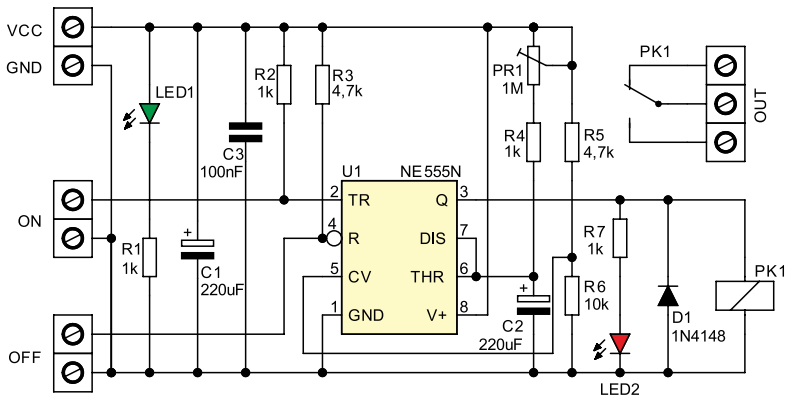 VCC
GND
LED1
R2
1k
R3
4,7k
C3
100nF
PR1
1M
PK1
OUT
R4
1k
R5
4,7k
U1
NE555N
ON
2
TR
Q
3
4
R
DIS
7
5
CV
THR
6
1
GND
V+
8
R1
1k
+
C1
220uF
+
C2
220uF
R7
1k
R6
10k
D1
1N4148
PK1
OFF
LED2